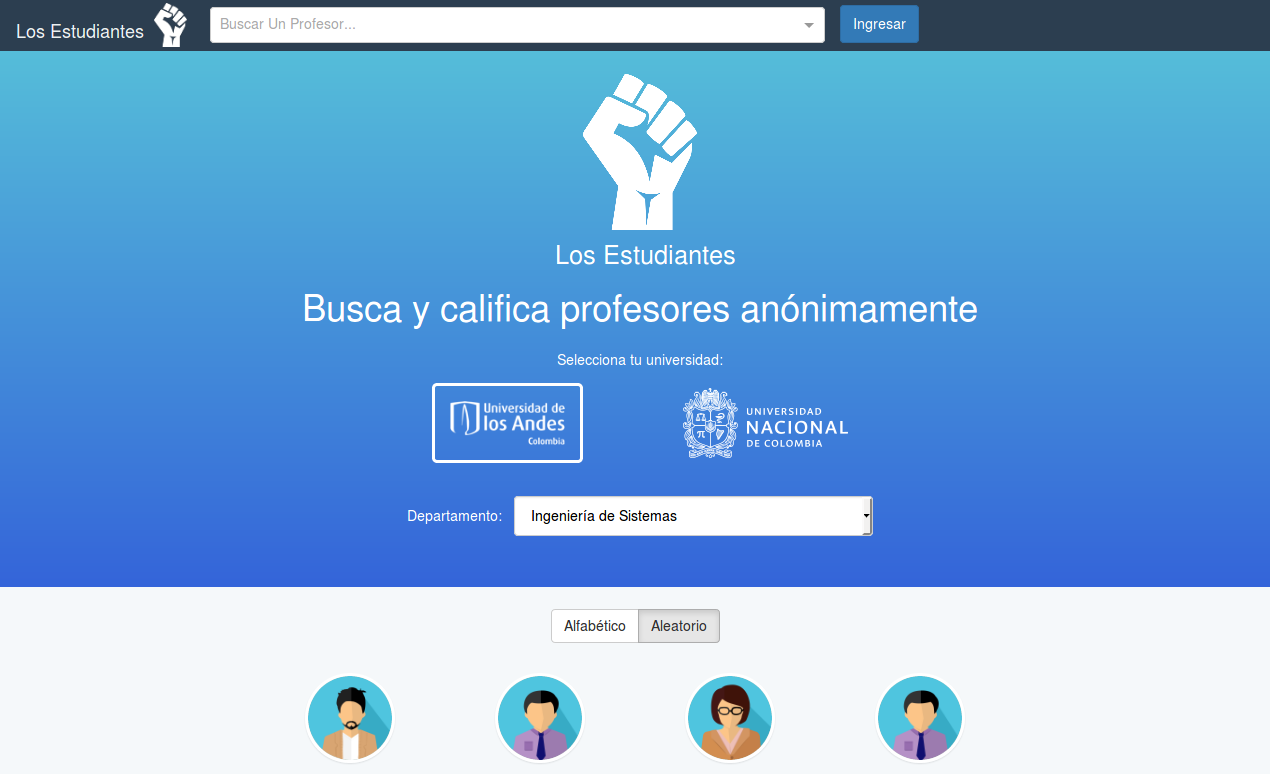 Los Estudiantes
Buscar Un Profesor...
Ingresar
Los Estudiantes
Busca y califica profesores anónimamente
Selecciona tu universidad:
Universidad de
los Andes
Colombia
UNIVERSIDAD
NACIONAL
DE COLOMBIA
Departamento:
Ingeniería de Sistemas
Alfabético
Aleatorio